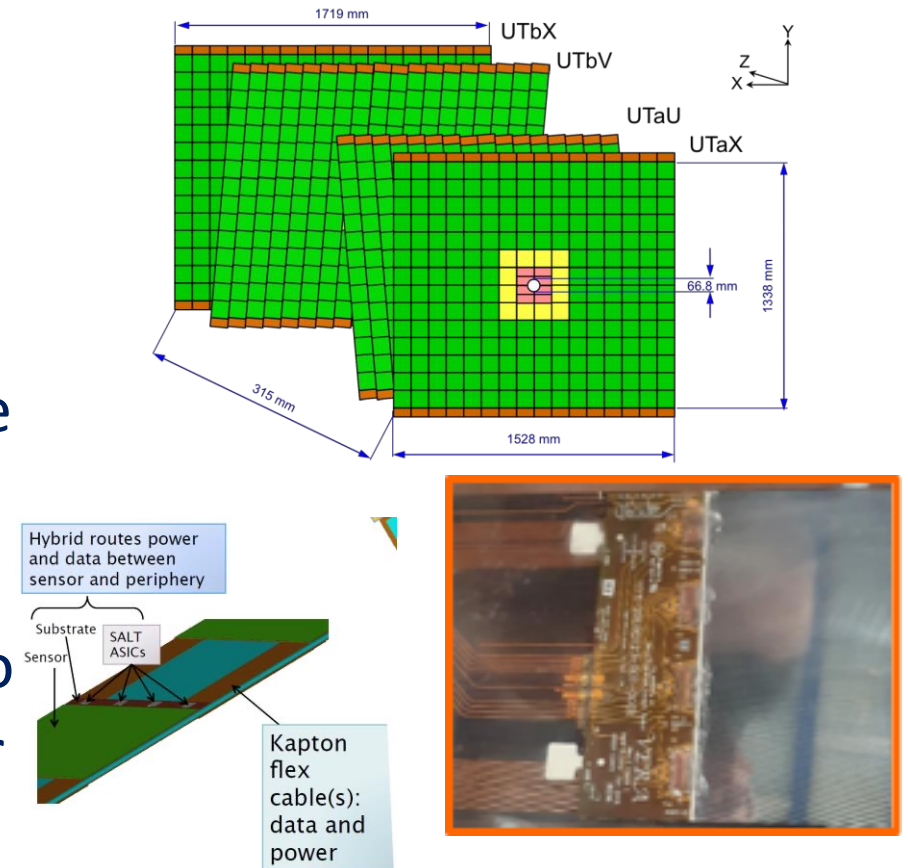 1719 mm
UTbX
UTbV
UTaU
UTaX
Y
Z
X
66.8 mm
1338 mm
315 mm
1528 mm
e
Hybrid routes power
and data between
sensor and periphery
Substrate
SALT
ASICs
Sensor
Kapton
flex
cable(s):
data and
power
VERA